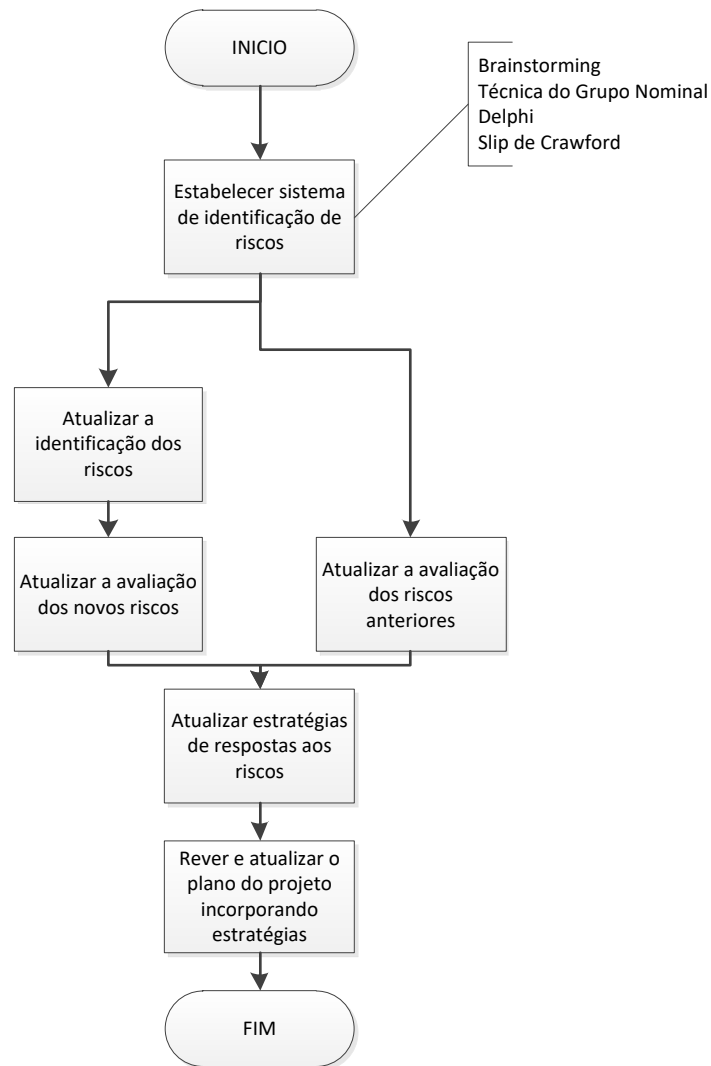 INICIO
Brainstorming
Técnica do Grupo Nominal
Delphi
Slip de Crawford
Estabelecer sistema
de identificação de
riscos
Atualizar a
identificação dos
riscos
Atualizar a avaliação
dos novos riscos
Atualizar a avaliação
dos riscos
anteriores
Atualizar estratégias
de respostas aos
riscos
Rever e atualizar o
plano do projeto
incorporando
estratégias
FIM